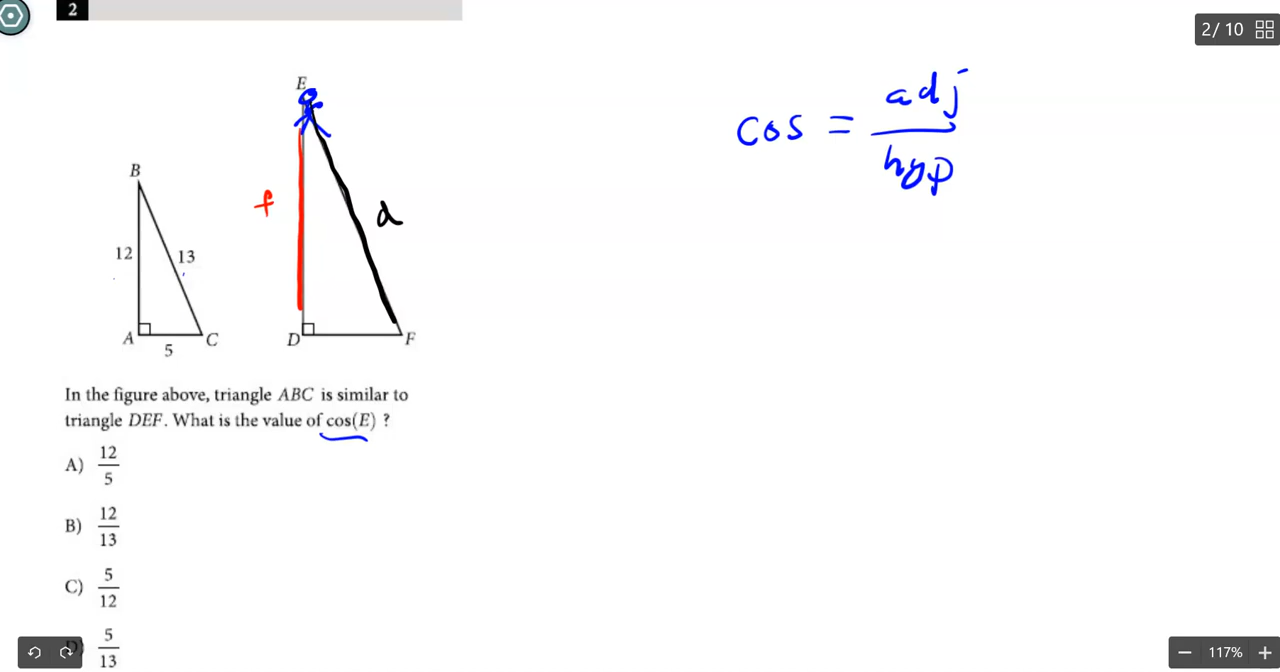 2
2 / 10
E
adj
cos = ―
hyp
B
f
d
12
13
A
C
5
D
F
In the figure above, triangle ABC is similar to
triangle DEF. What is the value of cos(E) ?
A) 12/5
B) 12/13
C) 5/12
D) 5/13
117%